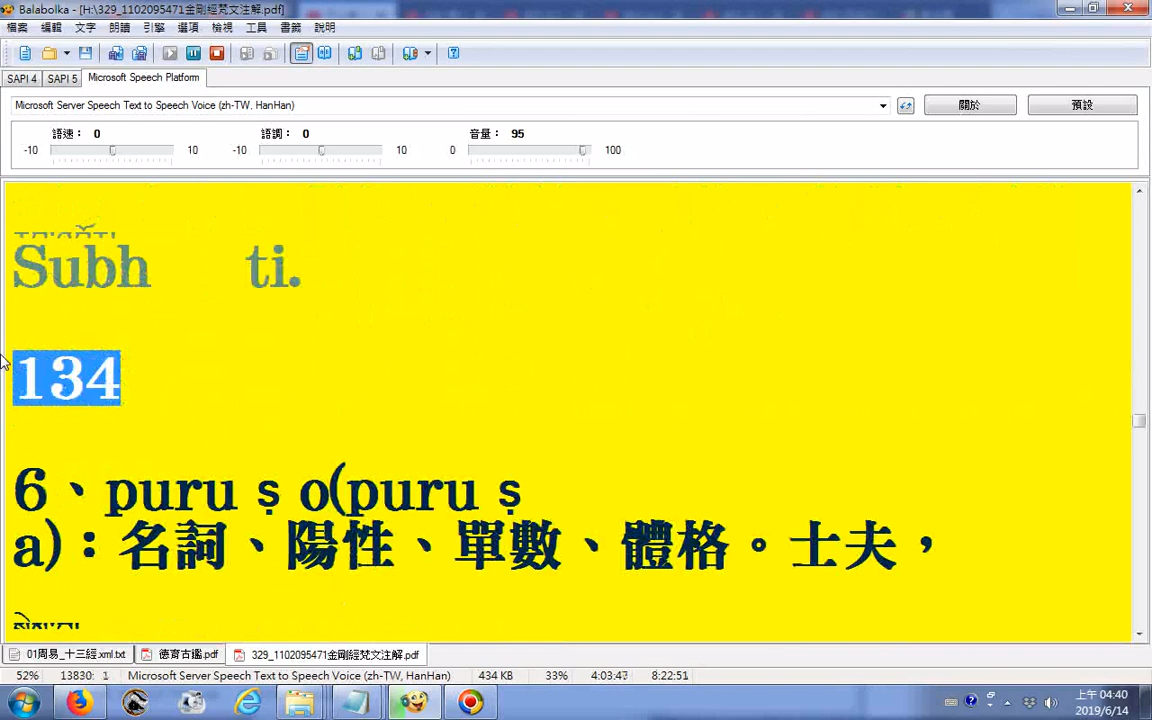 Balabolka - [H:\329_1102095471金剛經梵文注解.pdf]
檔案 編輯 文字 朗讀 引擎 選項 檢視 工具 書籤 說明
SAPI 4 SAPI 5 Microsoft Speech Platform
Microsoft Server Speech Text to Speech Voice (zh-TW, HanHan) 關於 預設
語速： 0 語調： 0 音量： 95
-10 10 -10 10 0 100
Subh ti.
134
6、puru ṣ o(puru ṣ
a)：名詞、陽性、單數、體格。士夫，
01周易_十三經.xml.txt 德育古鑑.pdf 329_1102095471金剛經梵文注解.pdf
52% 13830: 1 Microsoft Server Speech Text to Speech Voice (zh-TW, HanHan) 434 KB 33% 4:03:47 8:22:51
上午 04:40
2019/6/14